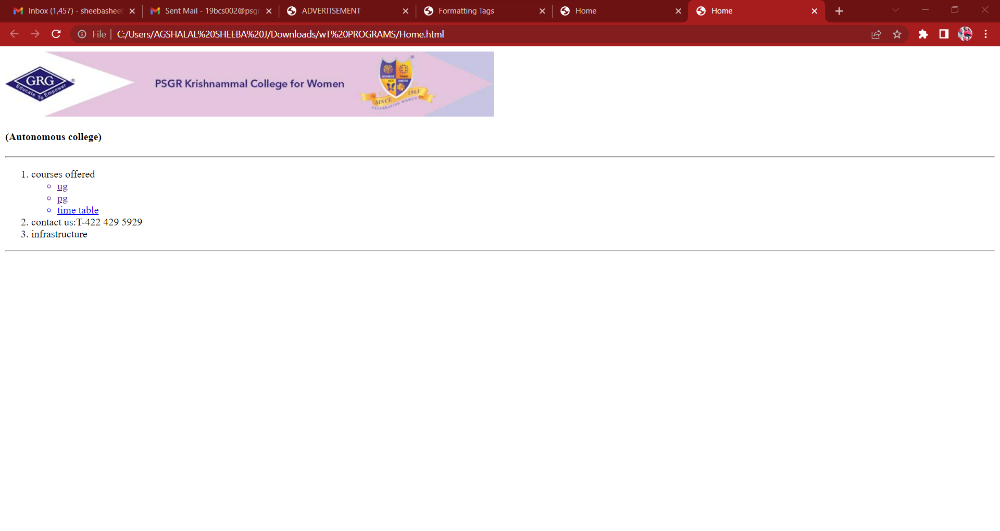 Inbox (1,457) - sheebasheeb
Sent Mail - 19bcs002@psgr
ADVERTISEMENT
Formatting Tags
Home
Home
File
C:/Users/AGSHALAL%20SHEEBA%20J/Downloads/wT%20PROGRAMS/Home.html
GRG
®
Educate To Empower
PSGR Krishnammal College for Women
®
ACHIEVE
THINK
ACT
EMOTE
SINCE 1963
CELEBRATING WOMEN
(Autonomous college)
1. courses offered
ug
pg
time table
2. contact us:T-422 429 5929
3. infrastructure